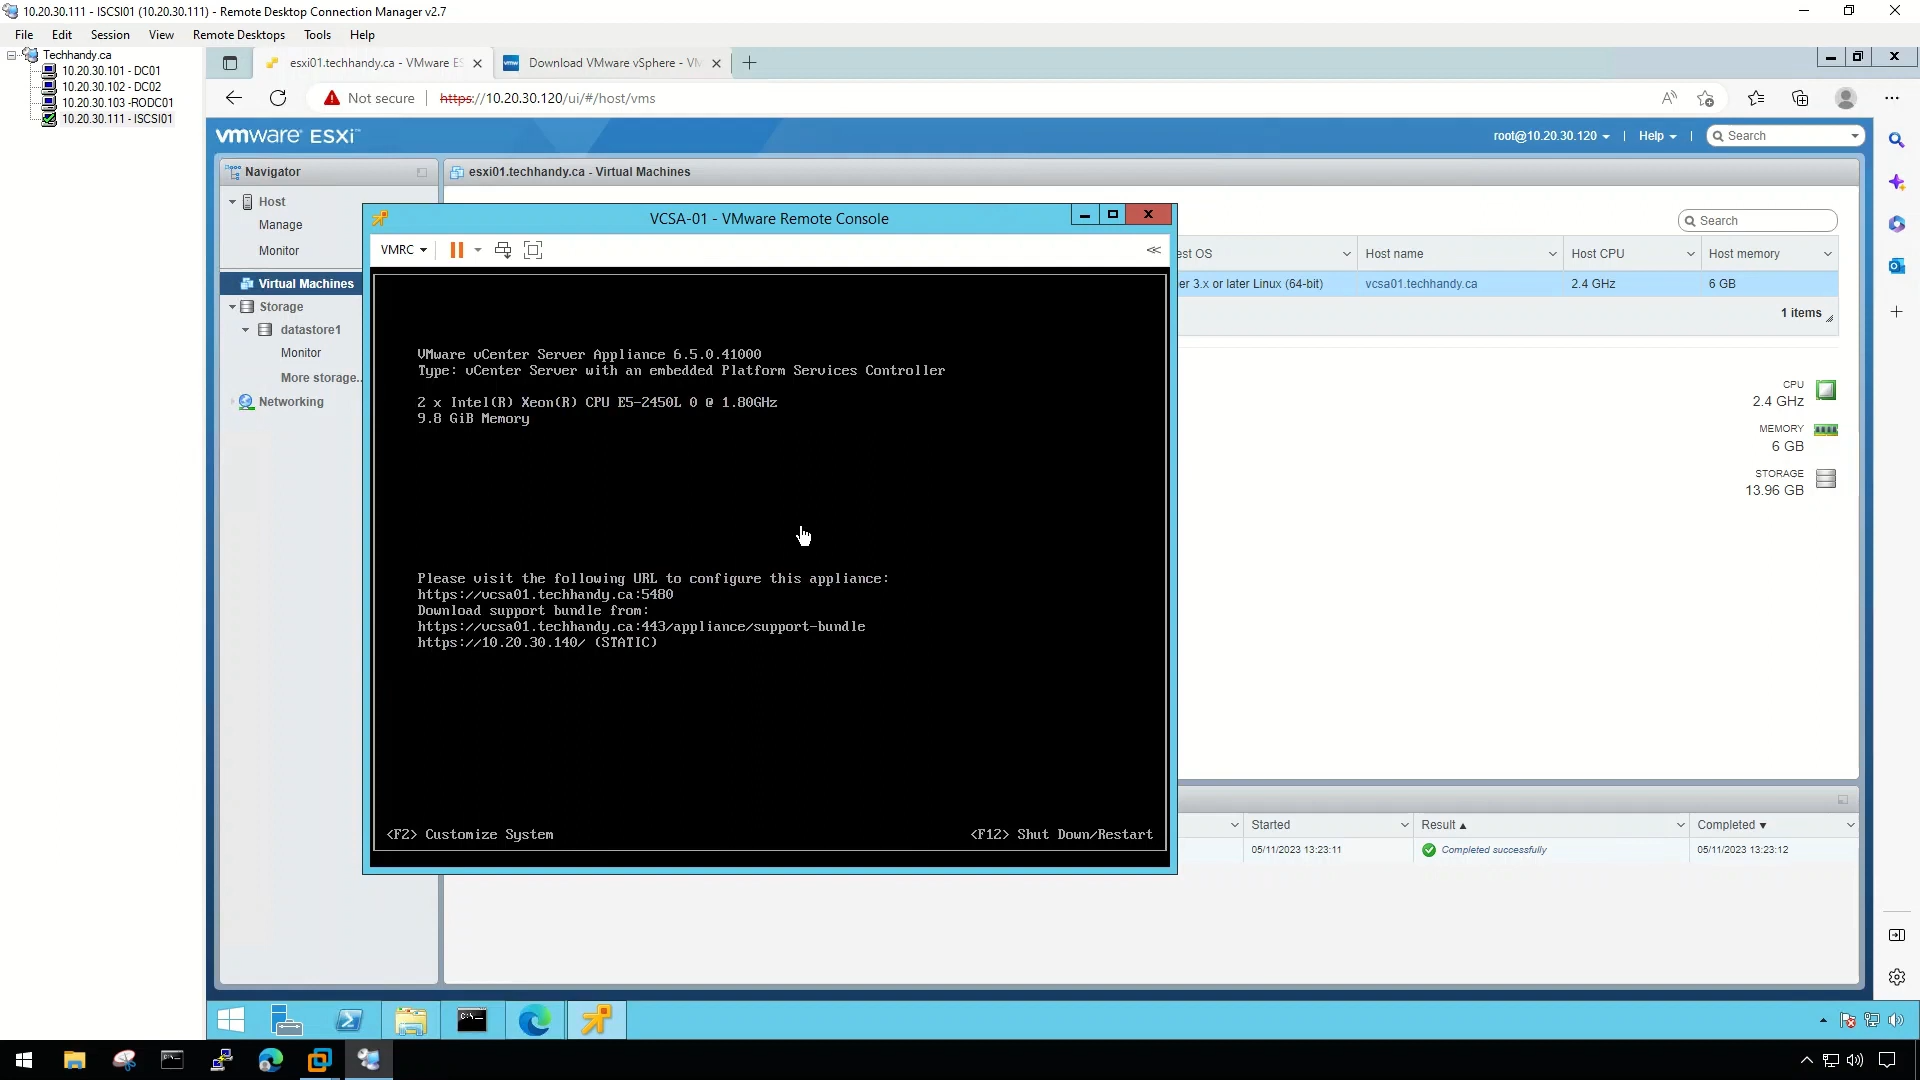 10.20.30.111 - ISCSI01 (10.20.30.111) - Remote Desktop Connection Manager v2.7
File Edit Session View Remote Desktops Tools Help
Techhandy.ca
10.20.30.101 - DC01
10.20.30.102 - DC02
10.20.30.103 -RODC01
10.20.30.111 - ISCSI01
esxi01.techhandy.ca - VMware ES
Download VMware vSphere - VM
Not secure
https://10.20.30.120/ui/#/host/vms
vmware ESXi™
root@10.20.30.120
Help
Search
Navigator
Host
Manage
Monitor
Virtual Machines
Storage
datastore1
Monitor
More storage..
Networking
esxi01.techhandy.ca - Virtual Machines
Search
est OS
Host name
Host CPU
Host memory
er 3.x or later Linux (64-bit)
vcsa01.techhandy.ca
2.4 GHz
6 GB
1 items
CPU
2.4 GHz
MEMORY
6 GB
STORAGE
13.96 GB
VCSA-01 - VMware Remote Console
VMRC
VMware vCenter Server Appliance 6.5.0.41000
Type: vCenter Server with an embedded Platform Services Controller
2 x Intel(R) Xeon(R) CPU E5-2450L 0 @ 1.80GHz
9.8 GiB Memory
Please visit the following URL to configure this appliance:
https://vcsa01.techhandy.ca:5480
Download support bundle from:
https://vcsa01.techhandy.ca:443/appliance/support-bundle
https://10.20.30.140/ (STATIC)
<F2> Customize System
<F12> Shut Down/Restart
Started
Result
Completed
05/11/2023 13:23:11
Completed successfully
05/11/2023 13:23:12